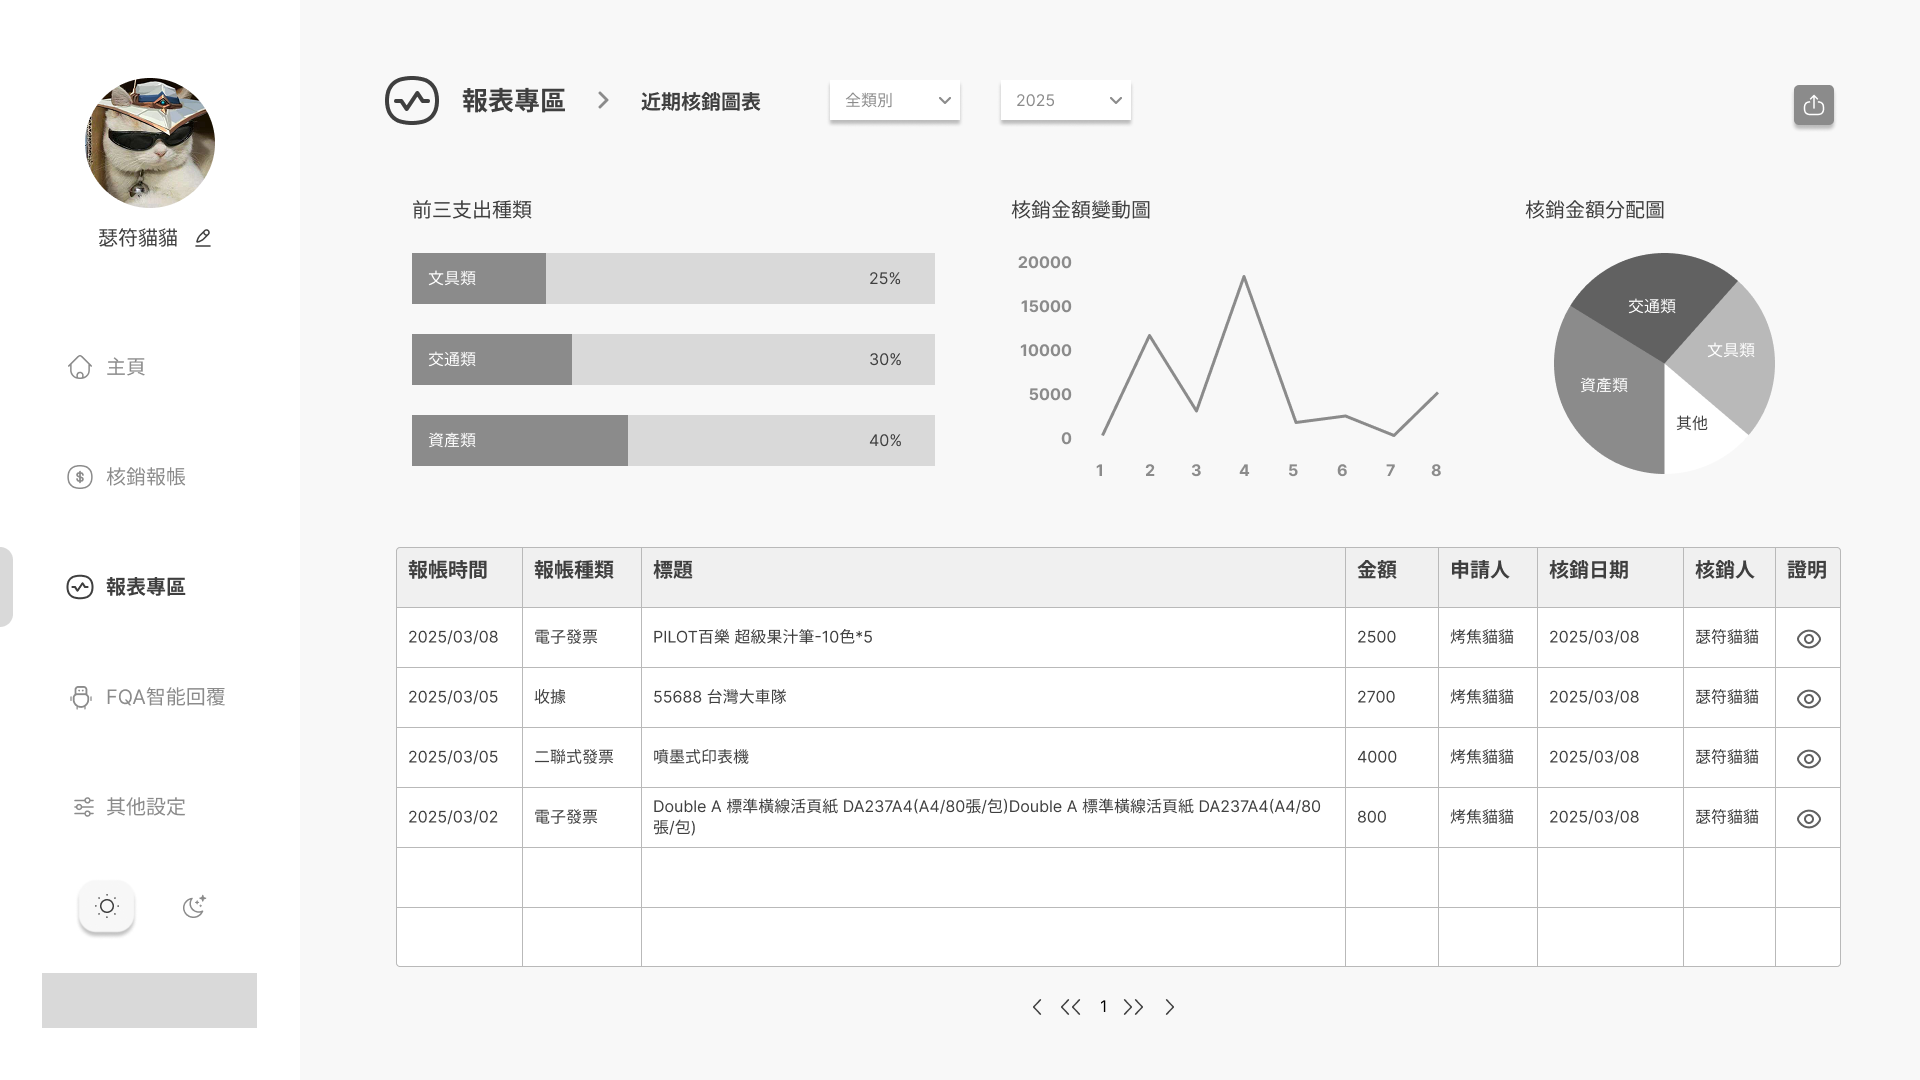 瑟符貓貓
主頁
核銷報帳
報表專區
FQA智能回覆
其他設定
報表專區
近期核銷圖表
全類別
2025
前三支出種類
文具類 25%
交通類 30%
資產類 40%
核銷金額變動圖
20000
15000
10000
5000
0
1 2 3 4 5 6 7 8
核銷金額分配圖
交通類
文具類
資產類
其他
報帳時間 報帳種類 標題 金額 申請人 核銷日期 核銷人 證明
2025/03/08 電子發票 PILOT百樂 超級果汁筆-10色*5 2500 烤焦貓貓 2025/03/08 瑟符貓貓
2025/03/05 收據 55688 台灣大車隊 2700 烤焦貓貓 2025/03/08 瑟符貓貓
2025/03/05 二聯式發票 噴墨式印表機 4000 烤焦貓貓 2025/03/08 瑟符貓貓
2025/03/02 電子發票 Double A 標準橫線活頁紙 DA237A4(A4/80張/包)Double A 標準橫線活頁紙 DA237A4(A4/80
張/包) 800 烤焦貓貓 2025/03/08 瑟符貓貓
1